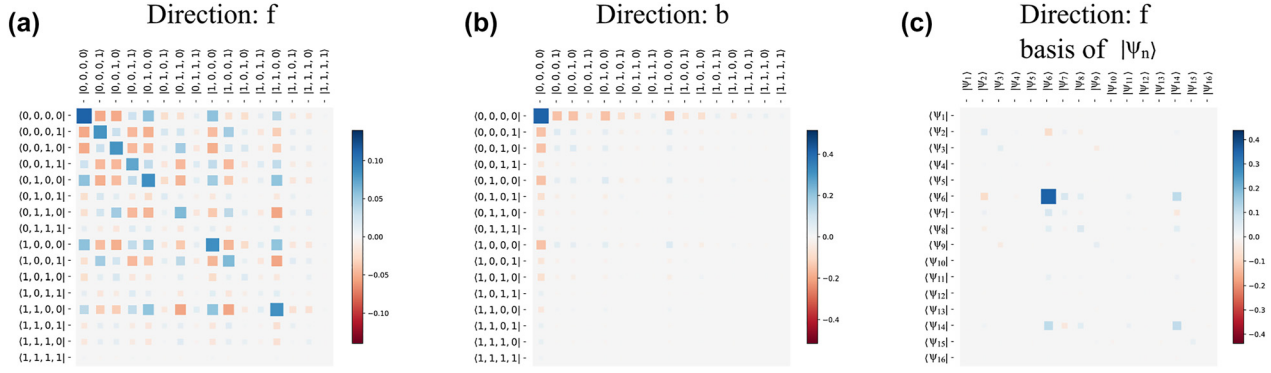 (a)
Direction: f
|0, 0, 0, 0⟩
|0, 0, 0, 1⟩
|0, 0, 1, 0⟩
|0, 0, 1, 1⟩
|0, 1, 0, 0⟩
|0, 1, 0, 1⟩
|0, 1, 1, 0⟩
|0, 1, 1, 1⟩
|1, 0, 0, 0⟩
|1, 0, 0, 1⟩
|1, 0, 1, 0⟩
|1, 0, 1, 1⟩
|1, 1, 0, 0⟩
|1, 1, 0, 1⟩
|1, 1, 1, 0⟩
|1, 1, 1, 1⟩
⟨0, 0, 0, 0|
⟨0, 0, 0, 1|
⟨0, 0, 1, 0|
⟨0, 0, 1, 1|
⟨0, 1, 0, 0|
⟨0, 1, 0, 1|
⟨0, 1, 1, 0|
⟨0, 1, 1, 1|
⟨1, 0, 0, 0|
⟨1, 0, 0, 1|
⟨1, 0, 1, 0|
⟨1, 0, 1, 1|
⟨1, 1, 0, 0|
⟨1, 1, 0, 1|
⟨1, 1, 1, 0|
⟨1, 1, 1, 1|
0.10
0.05
0.00
−0.05
−0.10
(b)
Direction: b
|0, 0, 0, 0⟩
|0, 0, 0, 1⟩
|0, 0, 1, 0⟩
|0, 0, 1, 1⟩
|0, 1, 0, 0⟩
|0, 1, 0, 1⟩
|0, 1, 1, 0⟩
|0, 1, 1, 1⟩
|1, 0, 0, 0⟩
|1, 0, 0, 1⟩
|1, 0, 1, 0⟩
|1, 0, 1, 1⟩
|1, 1, 0, 0⟩
|1, 1, 0, 1⟩
|1, 1, 1, 0⟩
|1, 1, 1, 1⟩
⟨0, 0, 0, 0|
⟨0, 0, 0, 1|
⟨0, 0, 1, 0|
⟨0, 0, 1, 1|
⟨0, 1, 0, 0|
⟨0, 1, 0, 1|
⟨0, 1, 1, 0|
⟨0, 1, 1, 1|
⟨1, 0, 0, 0|
⟨1, 0, 0, 1|
⟨1, 0, 1, 0|
⟨1, 0, 1, 1|
⟨1, 1, 0, 0|
⟨1, 1, 0, 1|
⟨1, 1, 1, 0|
⟨1, 1, 1, 1|
0.4
0.2
0.0
−0.2
−0.4
(c)
Direction: f
basis of |Ψₙ⟩
|Ψ₁⟩
|Ψ₂⟩
|Ψ₃⟩
|Ψ₄⟩
|Ψ₅⟩
|Ψ₆⟩
|Ψ₇⟩
|Ψ₈⟩
|Ψ₉⟩
|Ψ₁₀⟩
|Ψ₁₁⟩
|Ψ₁₂⟩
|Ψ₁₃⟩
|Ψ₁₄⟩
|Ψ₁₅⟩
|Ψ₁₆⟩
⟨Ψ₁|
⟨Ψ₂|
⟨Ψ₃|
⟨Ψ₄|
⟨Ψ₅|
⟨Ψ₆|
⟨Ψ₇|
⟨Ψ₈|
⟨Ψ₉|
⟨Ψ₁₀|
⟨Ψ₁₁|
⟨Ψ₁₂|
⟨Ψ₁₃|
⟨Ψ₁₄|
⟨Ψ₁₅|
⟨Ψ₁₆|
0.4
0.3
0.2
0.1
0.0
−0.1
−0.2
−0.3
−0.4